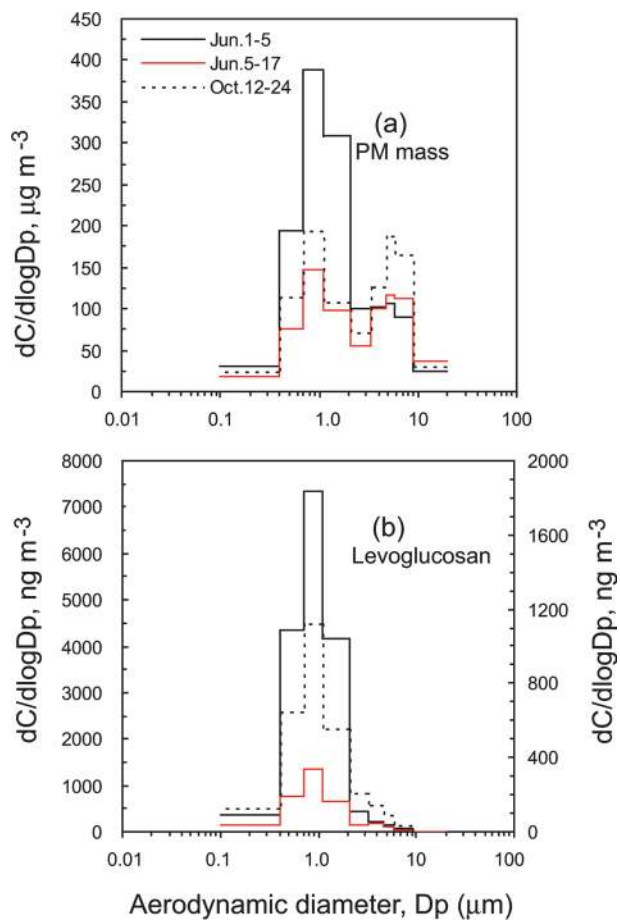 450
400
350
300
250
200
150
100
50
0
dC/dlogDp, μg m-3
Jun.1-5
Jun.5-17
Oct.12-24
(a)
PM mass
0.01 0.1 1.0 10 100
8000
7000
6000
5000
4000
3000
2000
1000
0
dC/dlogDp, ng m-3
(b)
Levoglucosan
2000
1600
1200
800
400
0
dC/dlogDp, ng m-3
0.01 0.1 1.0 10 100
Aerodynamic diameter, Dp (μm)